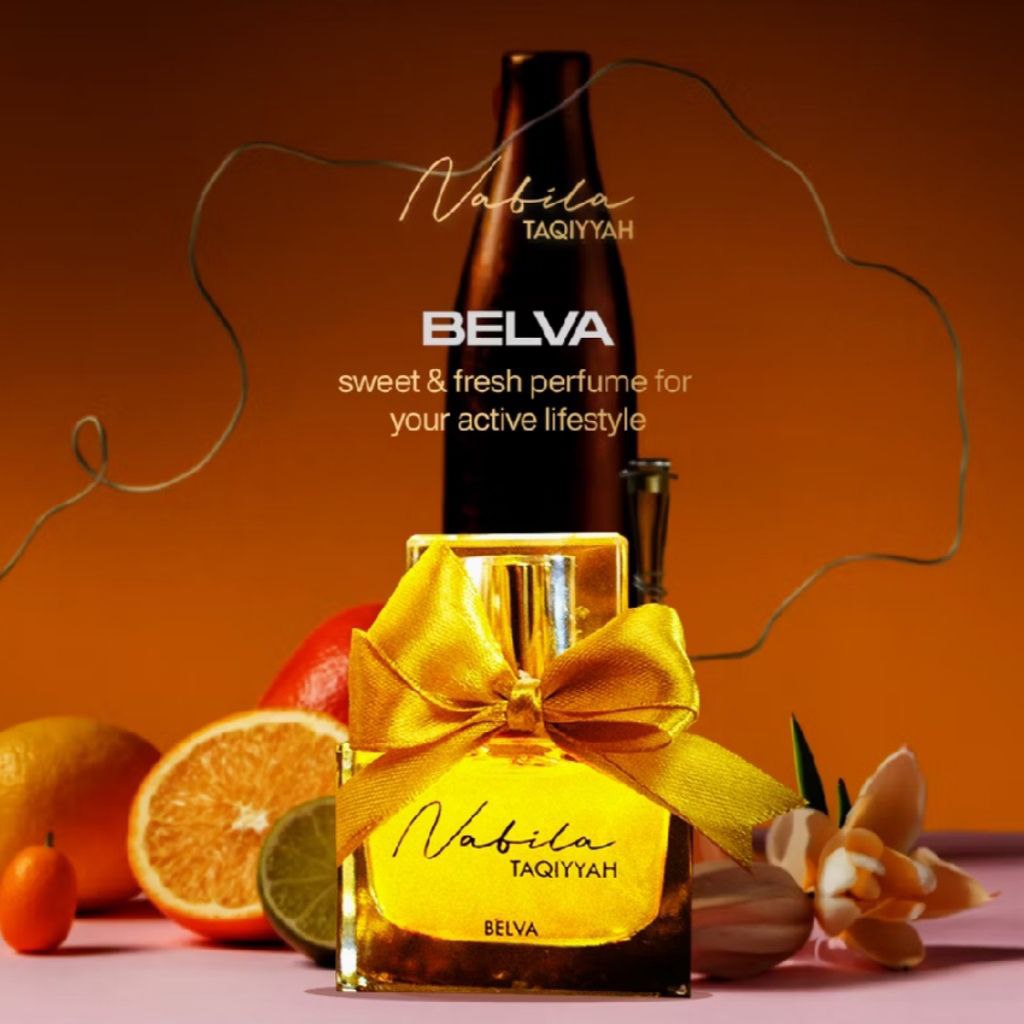 Nabila
TAQIYYAH
BELVA
sweet & fresh perfume for
your active lifestyle
Nabila
TAQIYYAH
BELVA